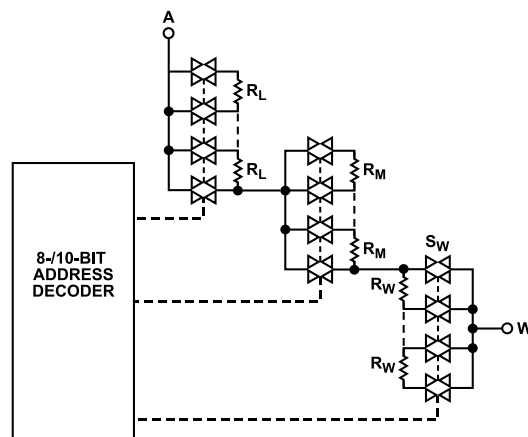 A
R_L
R_L
R_M
R_M
8-/10-BIT
ADDRESS
DECODER
S_W
R_W
W
R_W